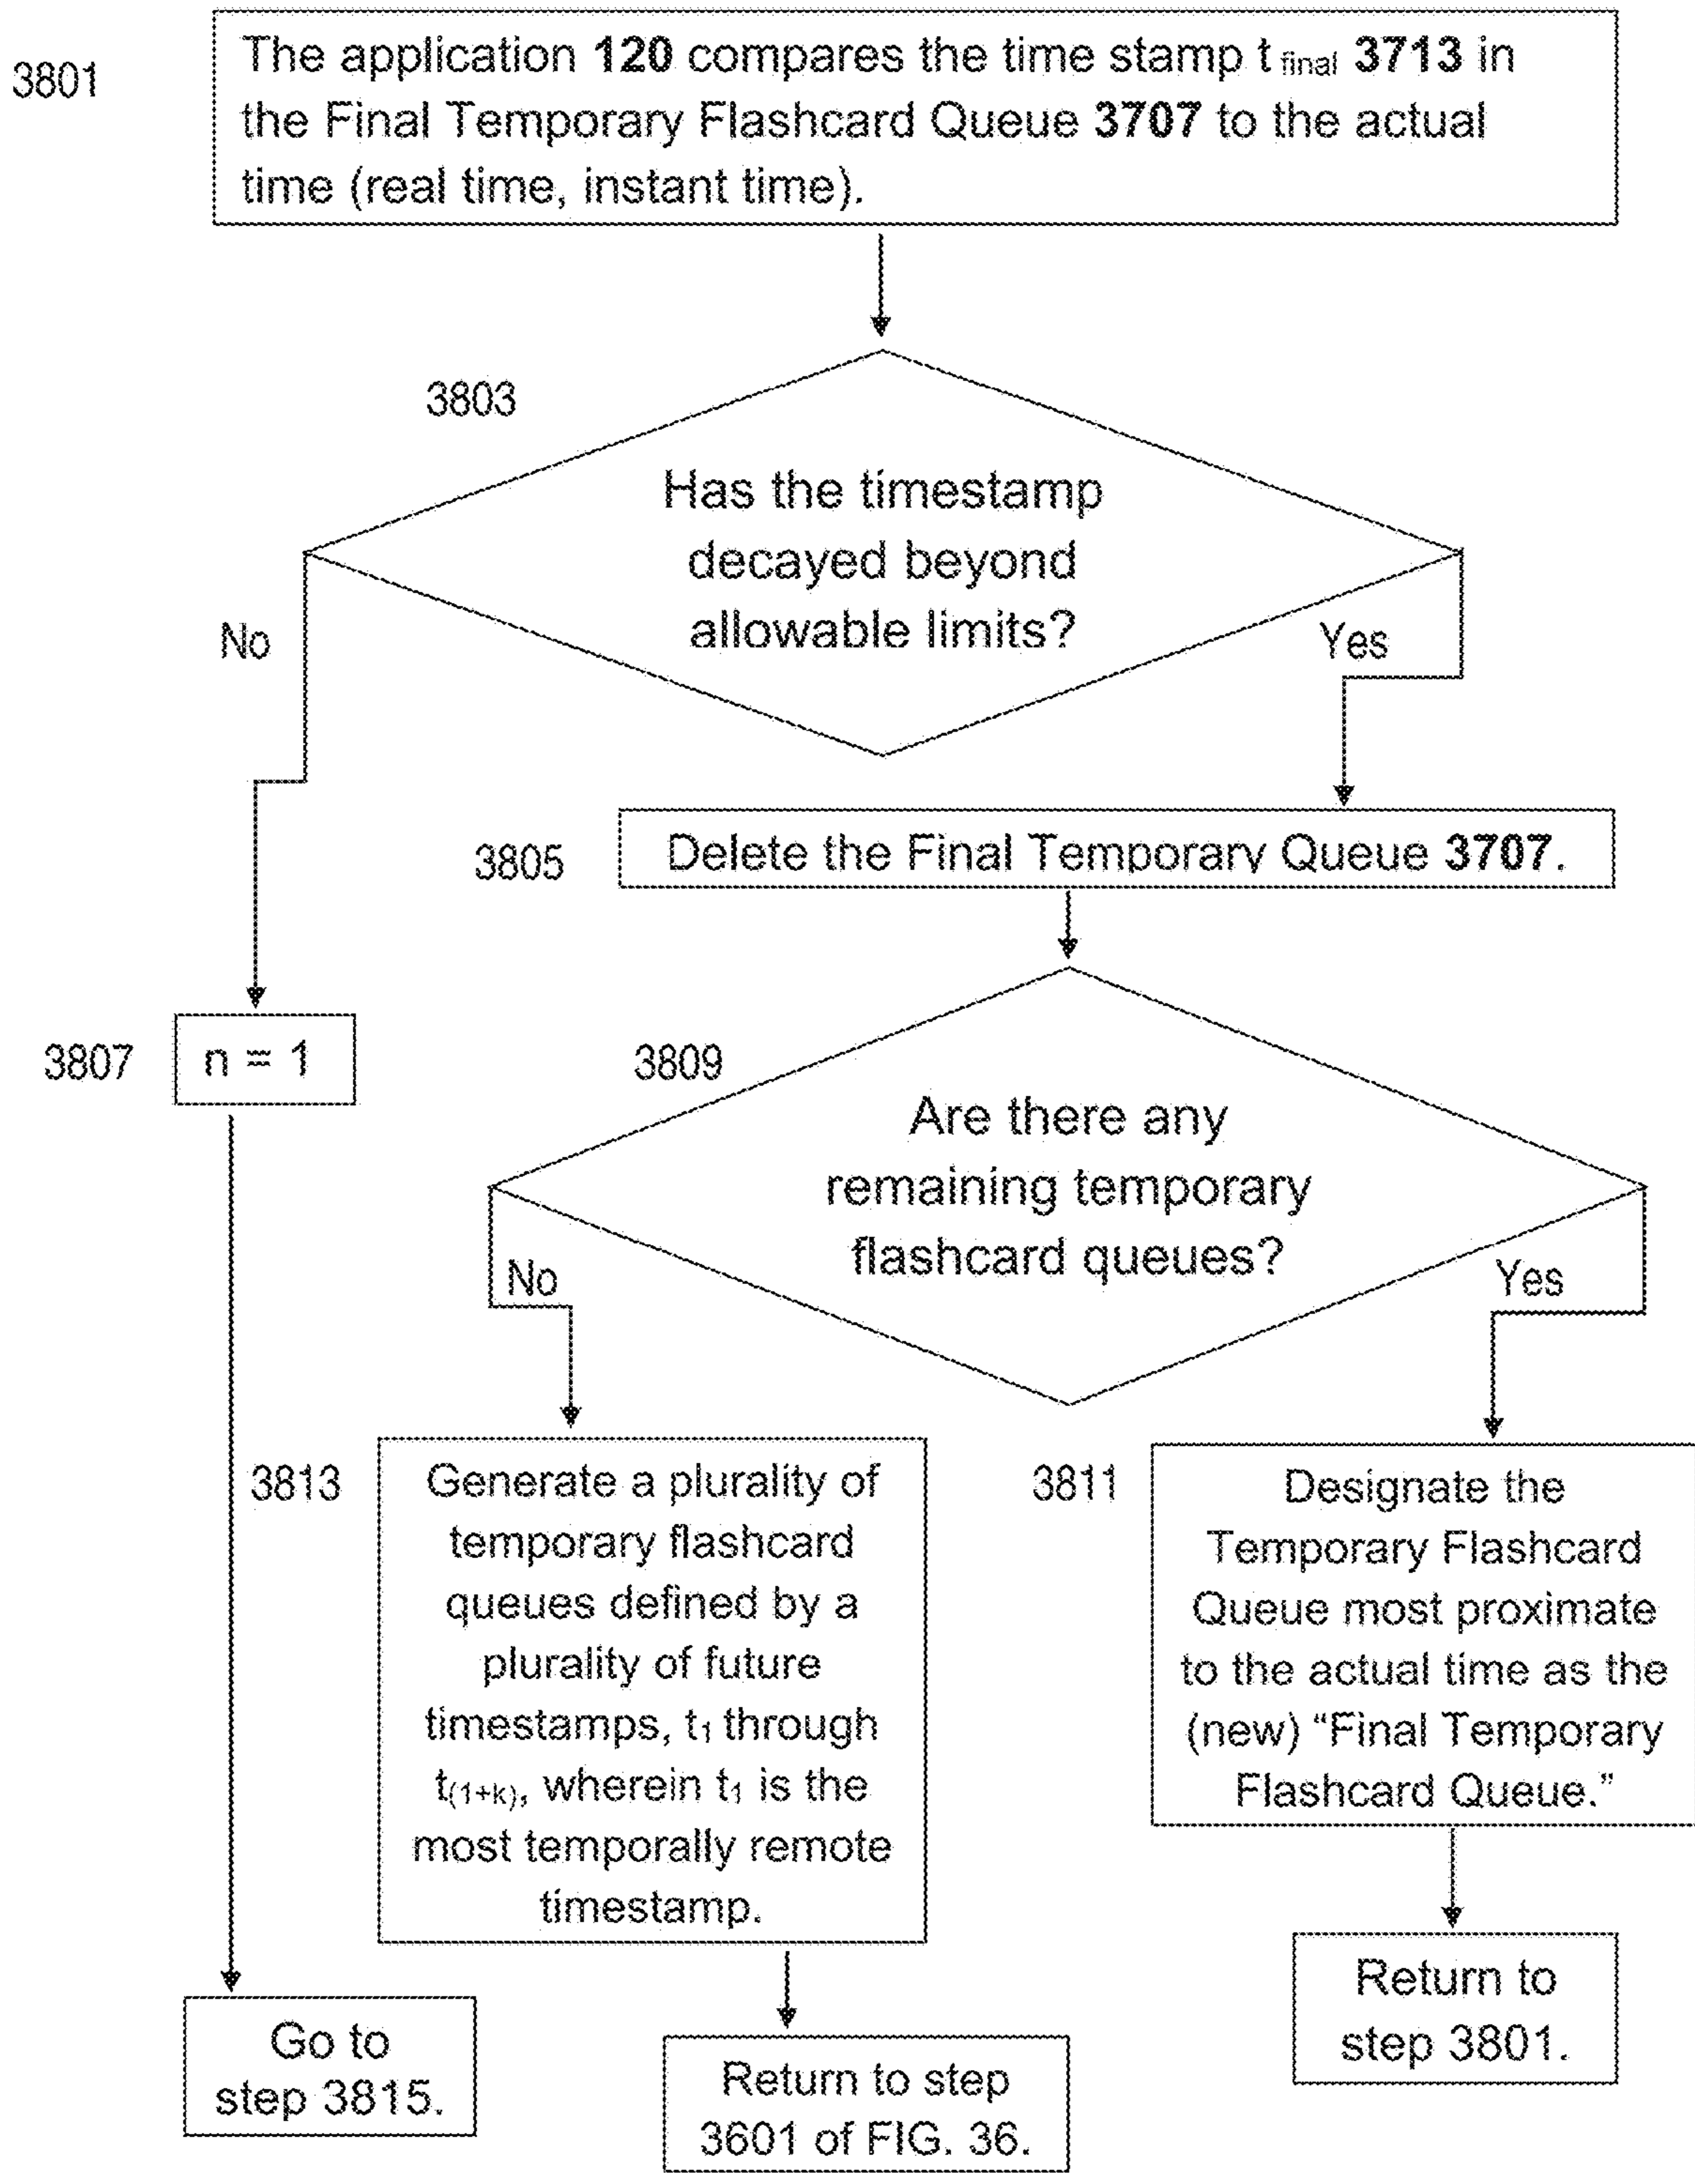 3801
The application 120 compares the time stamp t final 3713 in
the Final Temporary Flashcard Queue 3707 to the actual
time (real time, instant time).
3803
Has the timestamp
decayed beyond
allowable limits?
No
Yes
3805
Delete the Final Temporary Queue 3707.
3807
n = 1
3809
Are there any
remaining temporary
flashcard queues?
No
Yes
3813
Generate a plurality of
temporary flashcard
queues defined by a
plurality of future
timestamps, t1 through
t(1+k), wherein t1 is the
most temporally remote
timestamp.
3811
Designate the
Temporary Flashcard
Queue most proximate
to the actual time as the
(new) “Final Temporary
Flashcard Queue.”
Go to
step 3815.
Return to step
3601 of FIG. 36.
Return to
step 3801.